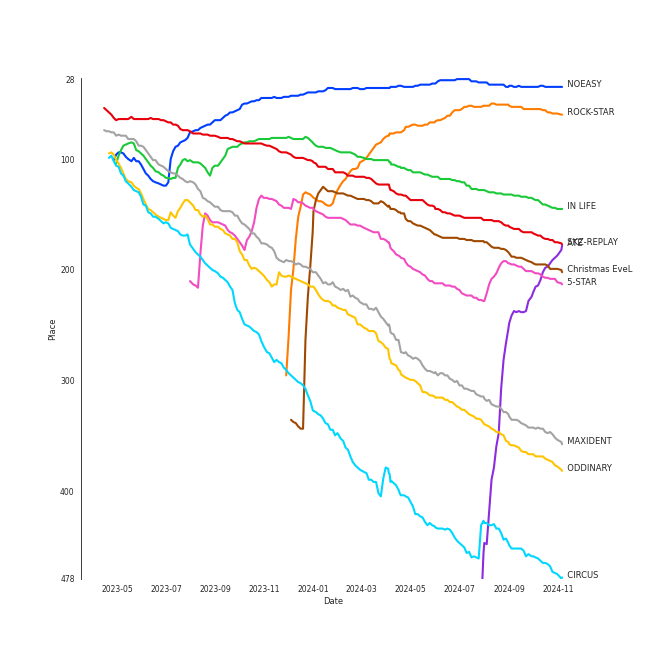 28
NOEASY
ROCK-STAR
100
IN LIFE
SKZ-REPLAY
200
Christmas EveL
5-STAR
Place
300
MAXIDENT
ODDINARY
400
478
CIRCUS
2023-05 2023-07 2023-09 2023-11 2024-01 2024-03 2024-05 2024-07 2024-09 2024-11
Date